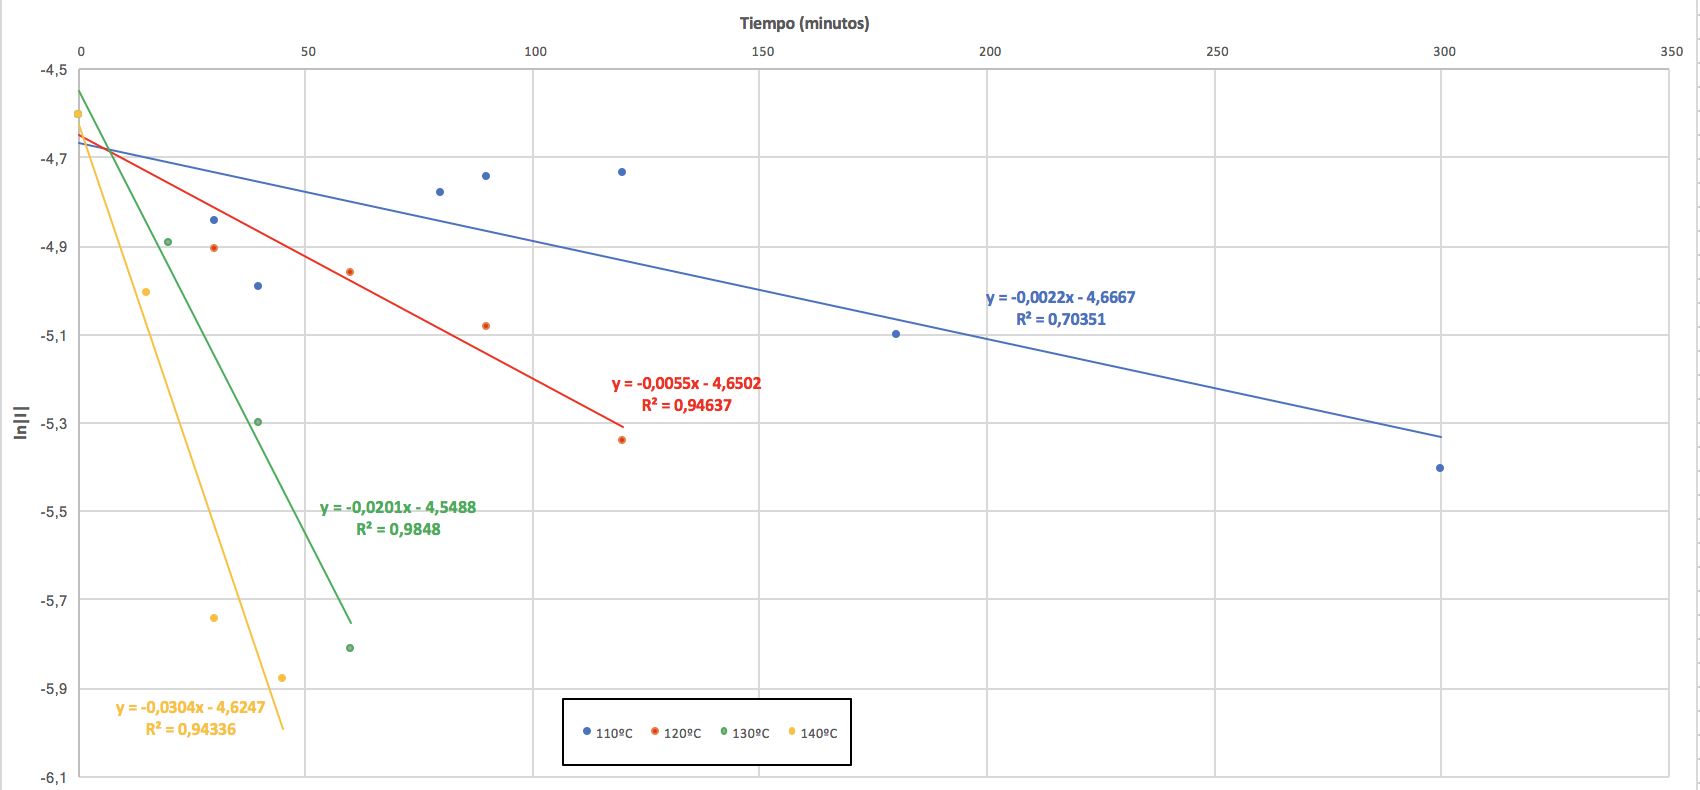 Tiempo (minutos)
0 50 100 150 200 250 300 350
-4,5
-4,7
-4,9
-5,1
-5,3
-5,5
-5,7
-5,9
-6,1
ln|I|
y = -0,0022x - 4,6667
R² = 0,70351
y = -0,0055x - 4,6502
R² = 0,94637
y = -0,0201x - 4,5488
R² = 0,9848
y = -0,0304x - 4,6247
R² = 0,94336
110ºC 120ºC 130ºC 140ºC